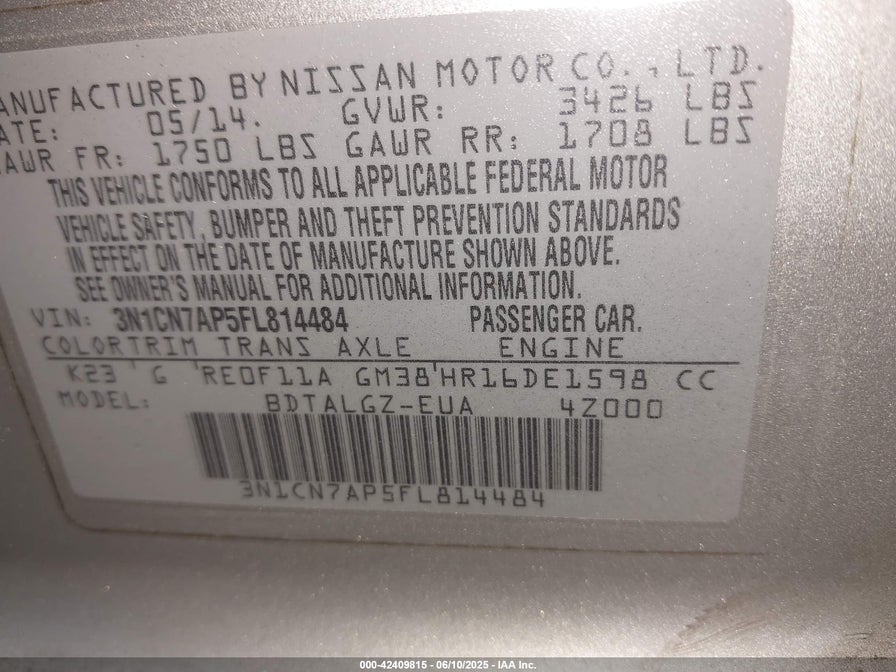 ANUFACTURED BY NISSAN MOTOR CO., LTD.
ATE: 05/14. GVWR: 3426 LBS
AWR FR: 1750 LBS GAWR RR: 1708 LBS
THIS VEHICLE CONFORMS TO ALL APPLICABLE FEDERAL MOTOR
VEHICLE SAFETY, BUMPER AND THEFT PREVENTION STANDARDS
IN EFFECT ON THE DATE OF MANUFACTURE SHOWN ABOVE.
SEE OWNER'S MANUAL FOR ADDITIONAL INFORMATION.
VIN: 3N1CN7AP5FL814484 PASSENGER CAR.
COLORTRIM TRANS AXLE ENGINE
K23 G RE0F11A GM38 HR16DE1598 CC
MODEL: BDTALGZ-EUA 4Z000
3N1CN7AP5FL814484
000-42409815 - 06/10/2025 - IAA Inc.